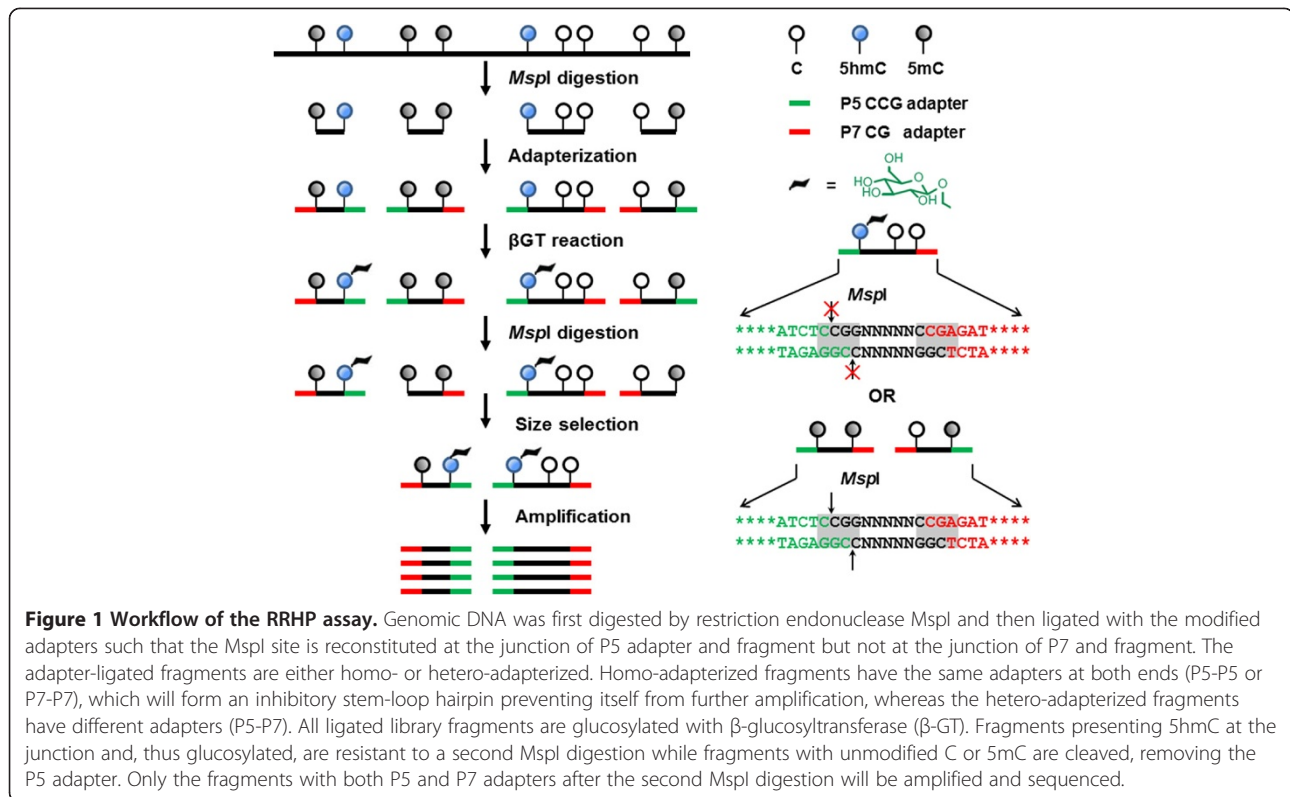 MspI digestion
Adapterization
βGT reaction
MspI digestion
Size selection
Amplification
C 5hmC 5mC
P5 CCG adapter
P7 CG adapter
=
OH
HO
HO
OH
O
O
MspI
****ATCTCCGGNNNNNCCGAGAT****
****TAGAGGCCNNNNNGGCTCTA****
OR
MspI
****ATCTCCGGNNNNNCCGAGAT****
****TAGAGGCCNNNNNGGCTCTA****
Figure 1 Workflow of the RRHP assay. Genomic DNA was first digested by restriction endonuclease MspI and then ligated with the modified
adapters such that the MspI site is reconstituted at the junction of P5 adapter and fragment but not at the junction of P7 and fragment. The
adapter-ligated fragments are either homo- or hetero-adapterized. Homo-adapterized fragments have the same adapters at both ends (P5-P5 or
P7-P7), which will form an inhibitory stem-loop hairpin preventing itself from further amplification, whereas the hetero-adapterized fragments
have different adapters (P5-P7). All ligated library fragments are glucosylated with β-glucosyltransferase (β-GT). Fragments presenting 5hmC at the
junction and, thus glucosylated, are resistant to a second MspI digestion while fragments with unmodified C or 5mC are cleaved, removing the
P5 adapter. Only the fragments with both P5 and P7 adapters after the second MspI digestion will be amplified and sequenced.